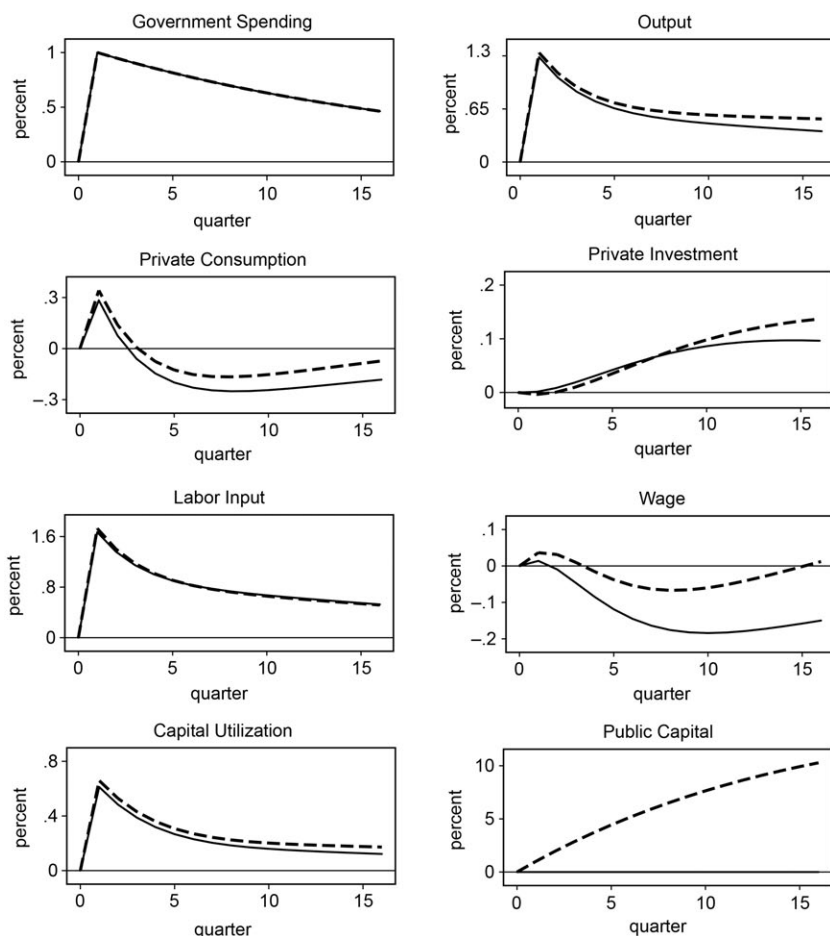 Government Spending
percent
1
.5
0
0 5 10 15
quarter
Output
percent
1.3
.65
0
0 5 10 15
quarter
Private Consumption
percent
.3
0
–.3
0 5 10 15
quarter
Private Investment
percent
.2
.1
0
0 5 10 15
quarter
Labor Input
percent
1.6
.8
0
0 5 10 15
quarter
Wage
percent
.1
0
–.1
–.2
0 5 10 15
quarter
Capital Utilization
percent
.8
.4
0
0 5 10 15
quarter
Public Capital
percent
10
5
0
0 5 10 15
quarter